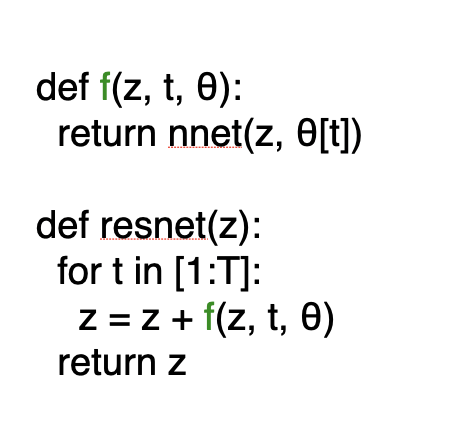 def f(z, t, θ):
return nnet(z, θ[t])
def resnet(z):
for t in [1:T]:
z = z + f(z, t, θ)
return z